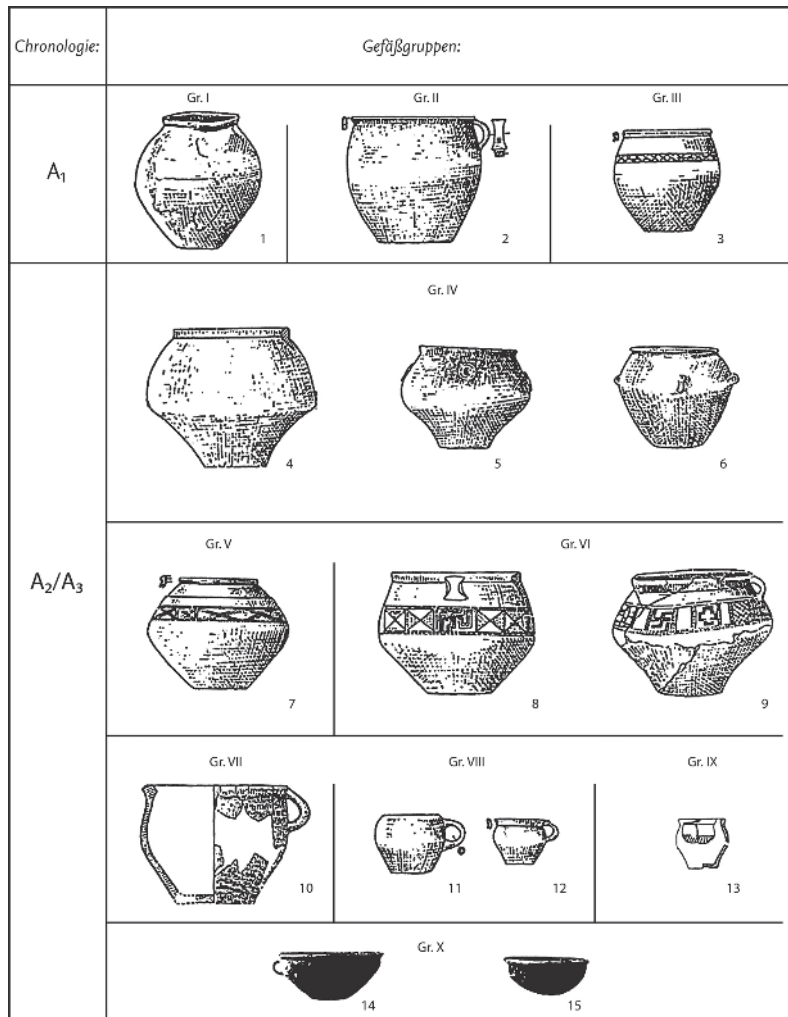 Chronologie: Gefäßgruppen:
Gr. I Gr. II Gr. III
A₁
1 2 3
Gr. IV
4 5 6
A₂/A₃
Gr. V Gr. VI
7 8 9
Gr. VII Gr. VIII Gr. IX
10 11 12 13
Gr. X
14 15